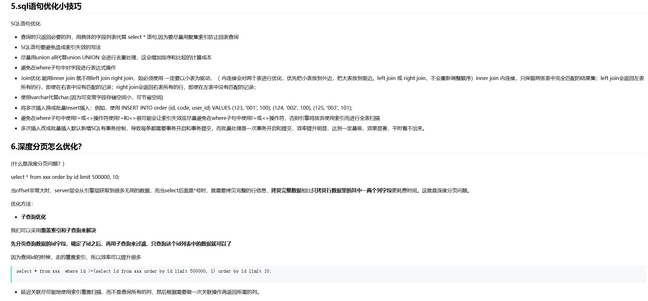 5.sql语句优化小技巧
SQL语句优化
查询时只返回必要的列，用具体的字段列表代替 select * 语句,因为要尽量用聚集索引防止回表查询
SQL语句要避免造成索引失效的写法
尽量用union all代替union UNION 会进行去重处理，这会增加排序和比较的计算成本
避免在where子句中对字段进行表达式操作
Join优化 能用inner join 就不用left join right join，如必须使用 一定要以小表为驱动，（ 内连接会对两个表进行优化，优先把小表放到外边，把大表放到里边。left join 或 right join，不会重新调整顺序）inner join 内连接，只保留两张表中完全匹配的结果集；left join会返回左表
所有的行，即使在右表中没有匹配的记录；right join会返回右表所有的行，即使在左表中没有匹配的记录；
使用varchar代替char.(因为可变常字段存储空间小，可节省空间)
将多次插入换成批量Insert插入：例如，使用 INSERT INTO order (id, code, user_id) VALUES (123, '001', 100), (124, '002', 100), (125, '003', 101);
避免在where子句中使用!=或<>操作符使用!=和<>很可能会让索引失效应尽量避免在where子句中使用!=或<>操作符，否则引擎将放弃使用索引而进行全表扫描
多次插入改成批量插入默认新增SQL有事务控制，导致每条都需要事务开启和事务提交，而批量处理是一次事务开启和提交，效率提升明显，达到一定量级，效果显著，平时看不出来。
6.深度分页怎么优化?
(什么是深度分页问题？)
select * from xxx order by id limit 500000, 10;
当offset非常大时，server层会从引擎层获取到很多无用的数据，而当select后面是*号时，就需要拷贝完整的行信息，拷贝完整数据相比只拷贝行数据里的其中一两个列字段更耗费时间。这就是深度分页问题。
优化方法：
子查询优化
我们可以采用覆盖索引和子查询来解决
先分页查询数据的id字段，确定了id之后，再用子查询来过滤，只查询这个id列表中的数据就可以了
因为查询id的时候，走的覆盖索引，所以效率可以提升很多
select * from xxx  where id >=(select id from xxx order by id limit 500000, 1) order by id limit 10;
延迟关联尽可能地使用索引覆盖扫描，而不是查询所有的列，然后根据需要做一次关联操作再返回所需的列。